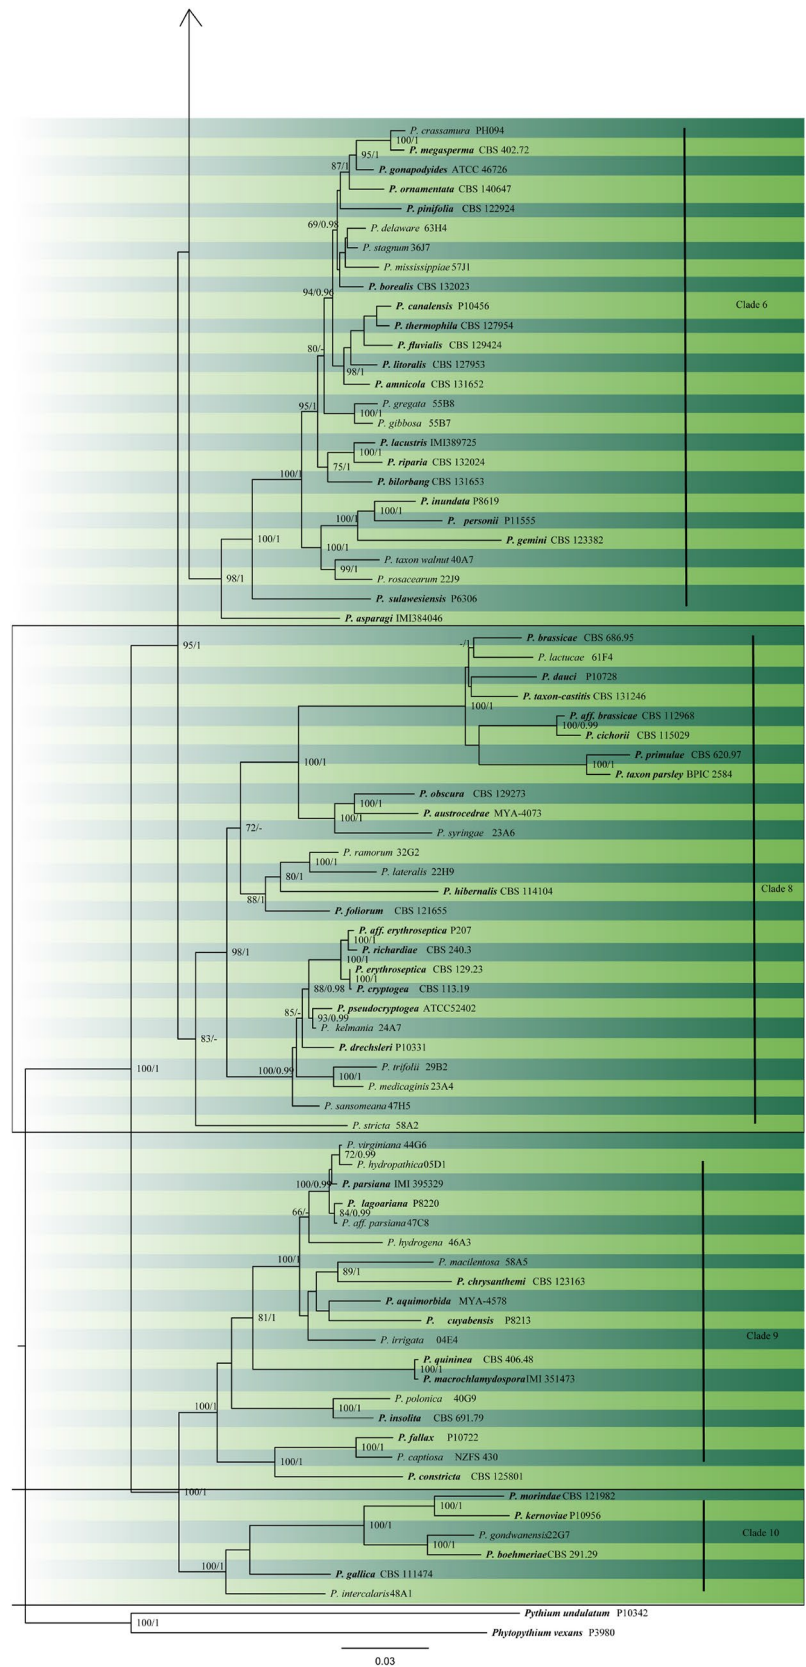 P. crassamura PH094
100/1
P. megasperma CBS 402.72
95/1
87/1
P. gonapodyides ATCC 46726
P. ornamentata CBS 140647
P. pinifolia CBS 122924
69/0.98
P. delaware 63H4
P. stagnum 36J7
P. mississippiae 57J1
P. borealis CBS 132023
94/0.96
P. canalensis P10456
Clade 6
P. thermophila CBS 127954
P. fluvialis CBS 129424
80/-
P. litoralis CBS 127953
98/1
P. amnicola CBS 131652
95/1
P. gregata 55B8
100/1
P. gibbosa 55B7
P. lacustris IMI389725
100/1
P. riparia CBS 132024
75/1
100/1
P. bilorbang CBS 131653
P. inundata P8619
100/1
100/1
P. personii P11555
100/1
P. gemini CBS 123382
100/1
P. taxon walnut 40A7
99/1
98/1
P. rosacearum 22J9
P. sulawesiensis P6306
P. asparagi IMI384046
95/1
P. brassicae CBS 686.95
-/1
P. lactucae 61F4
P. dauci P10728
P. taxon-castitis CBS 131246
100/1
P. aff. brassicae CBS 112968
100/0.99
P. cichorii CBS 115029
P. primulae CBS 620.97
100/1
100/1
P. taxon parsley BPIC 2584
P. obscura CBS 129273
100/1
P. austrocedrae MYA-4073
100/1
72/-
P. syringae 23A6
P. ramorum 32G2
100/1
P. lateralis 22H9
80/1
Clade 8
P. hibernalis CBS 114104
88/1
P. foliorum CBS 121655
P. aff. erythroseptica P207
100/1
98/1
P. richardiae CBS 240.3
100/1
P. erythroseptica CBS 129.23
100/1
88/0.98
P. cryptogea CBS 113.19
P. pseudocryptogea ATCC52402
85/-
93/0.99
P. kelmania 24A7
83/-
P. drechsleri P10331
100/1
100/0.99
P. trifolii 29B2
100/1
P. medicaginis 23A4
P. sansomeana 47H5
P. stricta 58A2
P. virginiana 44G6
72/0.99
P. hydropathica 05D1
100/0.99
P. parsiana IMI 395329
P. lagoariana P8220
66/-
84/0.99
P. aff. parsiana 47C8
P. hydrogena 46A3
100/1
P. macilentosa 58A5
89/1
P. chrysanthemi CBS 123163
P. aquimorbida MYA-4578
81/1
P. cuyabensis P8213
Clade 9
P. irrigata 04E4
P. quininea CBS 406.48
100/1
P. macrochlamydospora IMI 351473
P. polonica 40G9
100/1
100/1
P. insolita CBS 691.79
P. fallax P10722
100/1
P. captiosa NZFS 430
100/1
P. constricta CBS 125801
100/1
P. morindae CBS 121982
100/1
P. kernoviae P10956
100/1
Clade 10
P. gondwanensis 22G7
100/1
P. boehmeriae CBS 291.29
100/1
P. gallica CBS 111474
P. intercalaris 48A1
Pythium undulatum P10342
100/1
Phytopythium vexans P3980
0.03